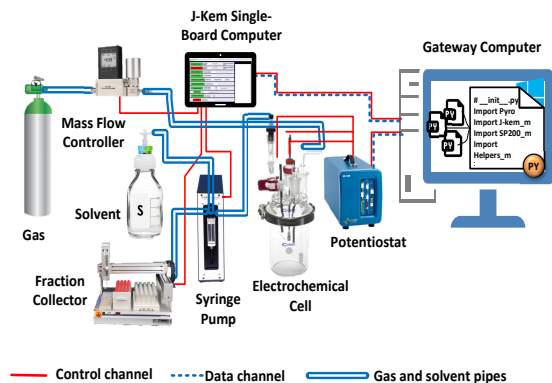 J-Kem Single-
Board Computer
Gateway Computer
# __init__.py
Import Pyro
Import J-kem_m
Import SP200_m
Import
Helpers_m
PY
PY
PY
Mass Flow
Controller
Solvent
S
Gas
Fraction
Collector
Syringe
Pump
Electrochemical
Cell
Potentiostat
Control channel
Data channel
Gas and solvent pipes